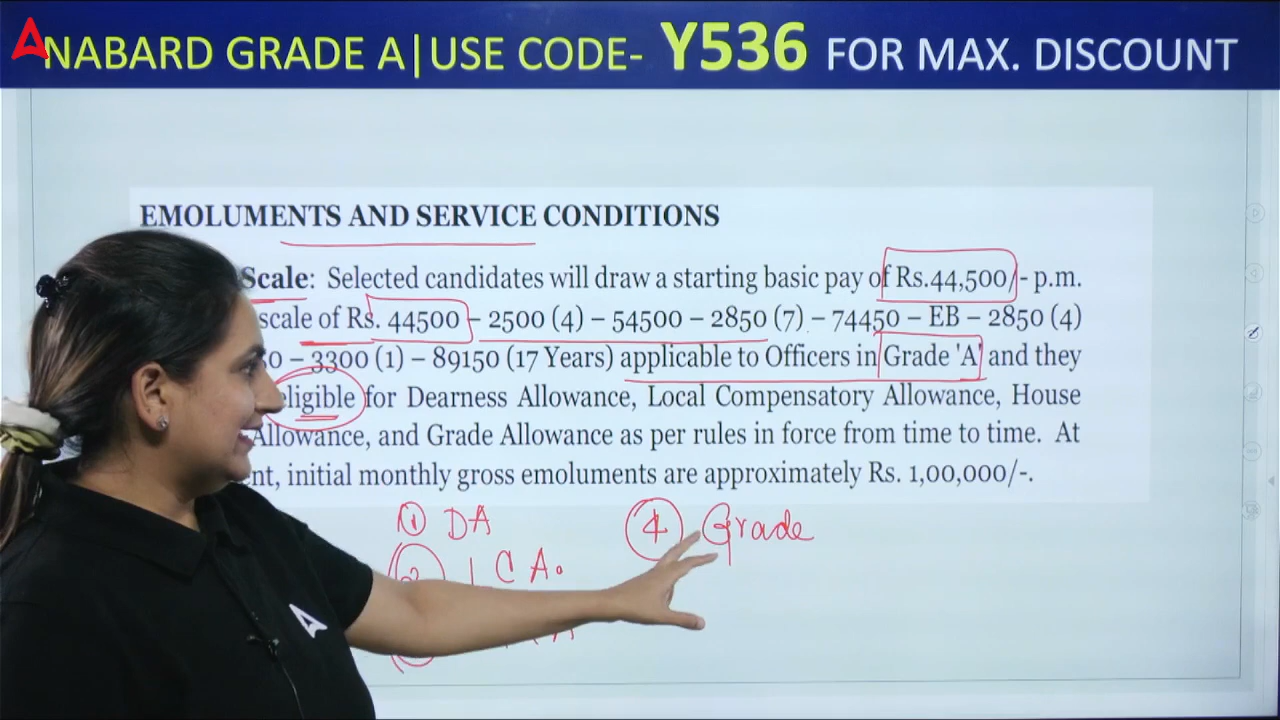 NABARD GRADE A|USE CODE- Y536 FOR MAX. DISCOUNT
EMOLUMENTS AND SERVICE CONDITIONS
Scale: Selected candidates will draw a starting basic pay of Rs.44,500/- p.m.
scale of Rs. 44500 – 2500 (4) – 54500 – 2850 (7) – 74450 – EB – 2850 (4)
– 3300 (1) – 89150 (17 Years) applicable to Officers in Grade 'A' and they
eligible for Dearness Allowance, Local Compensatory Allowance, House
Allowance, and Grade Allowance as per rules in force from time to time. At
initial monthly gross emoluments are approximately Rs. 1,00,000/-.
① DA ④ Grade
② LCA.